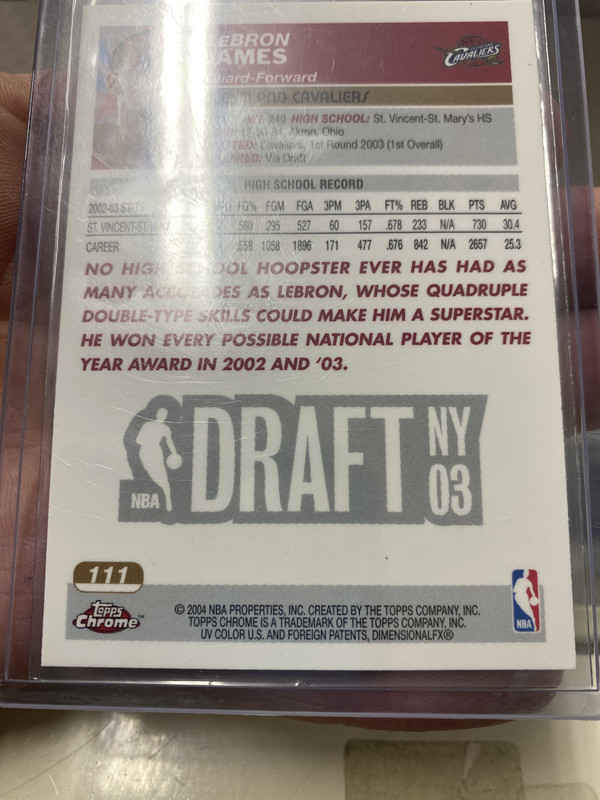 LEBRON
JAMES
Guard-Forward
CAVALIERS
CLEVELAND CAVALIERS
240 HIGH SCHOOL: St. Vincent-St. Mary's HS
12-30-84, Akron, Ohio
Cavaliers, 1st Round 2003 (1st Overall)
Via Draft
HIGH SCHOOL RECORD
2002-03 STATS FG% FGM FGA 3PM 3PA FT% REB BLK PTS AVG
ST. VINCENT-ST. .560 295 527 60 157 .678 233 N/A 730 30.4
CAREER .558 1058 1896 171 477 .676 842 N/A 2657 25.3
NO HIGH SCHOOL HOOPSTER EVER HAS HAD AS
MANY ACCOLADES AS LEBRON, WHOSE QUADRUPLE
DOUBLE-TYPE SKILLS COULD MAKE HIM A SUPERSTAR.
HE WON EVERY POSSIBLE NATIONAL PLAYER OF THE
YEAR AWARD IN 2002 AND '03.
NBA DRAFT NY
03
111
Topps
Chrome™
© 2004 NBA PROPERTIES, INC. CREATED BY THE TOPPS COMPANY, INC.
TOPPS CHROME IS A TRADEMARK OF THE TOPPS COMPANY, INC.
UV COLOR U.S. AND FOREIGN PATENTS, DIMENSIONALFX®
NBA